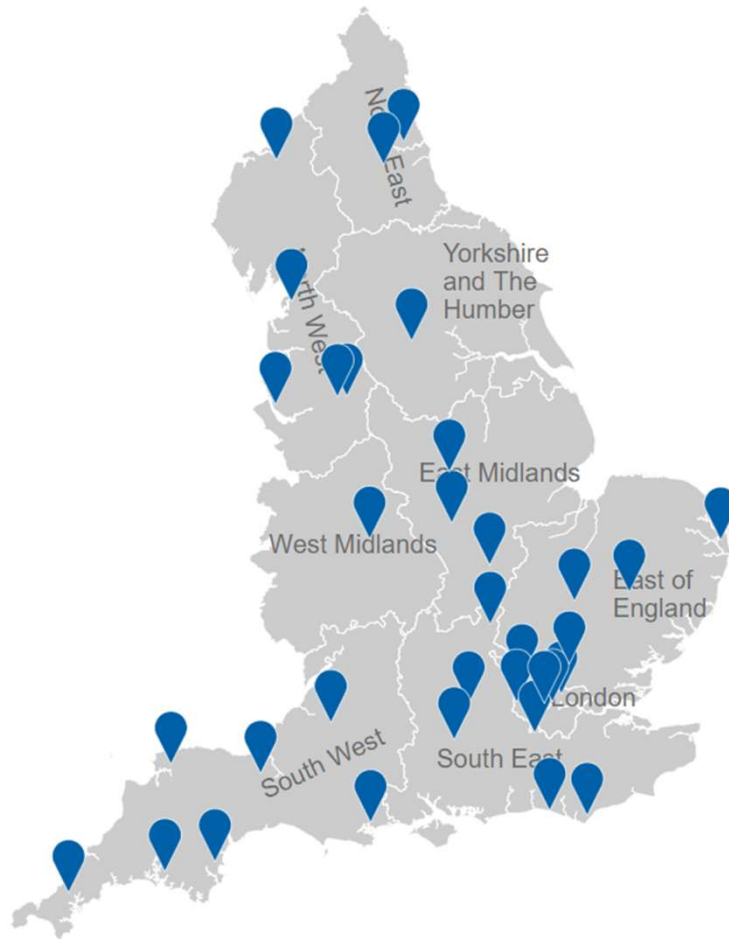 East
Yorkshire
and The
Humber
West
East Midlands
West Midlands
East of
England
London
South East
South West